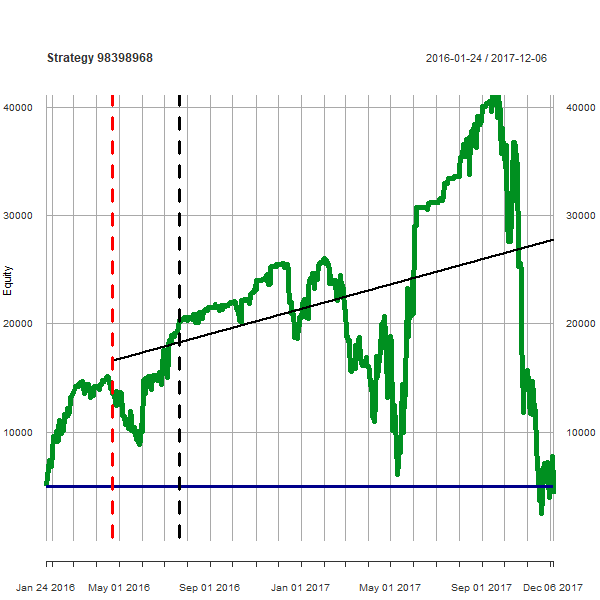 Strategy 98398968
2016-01-24 / 2017-12-06
40000
40000
30000
30000
20000
20000
10000
10000
Equity
Jan 24 2016
May 01 2016
Sep 01 2016
Jan 01 2017
May 01 2017
Sep 01 2017
Dec 06 2017